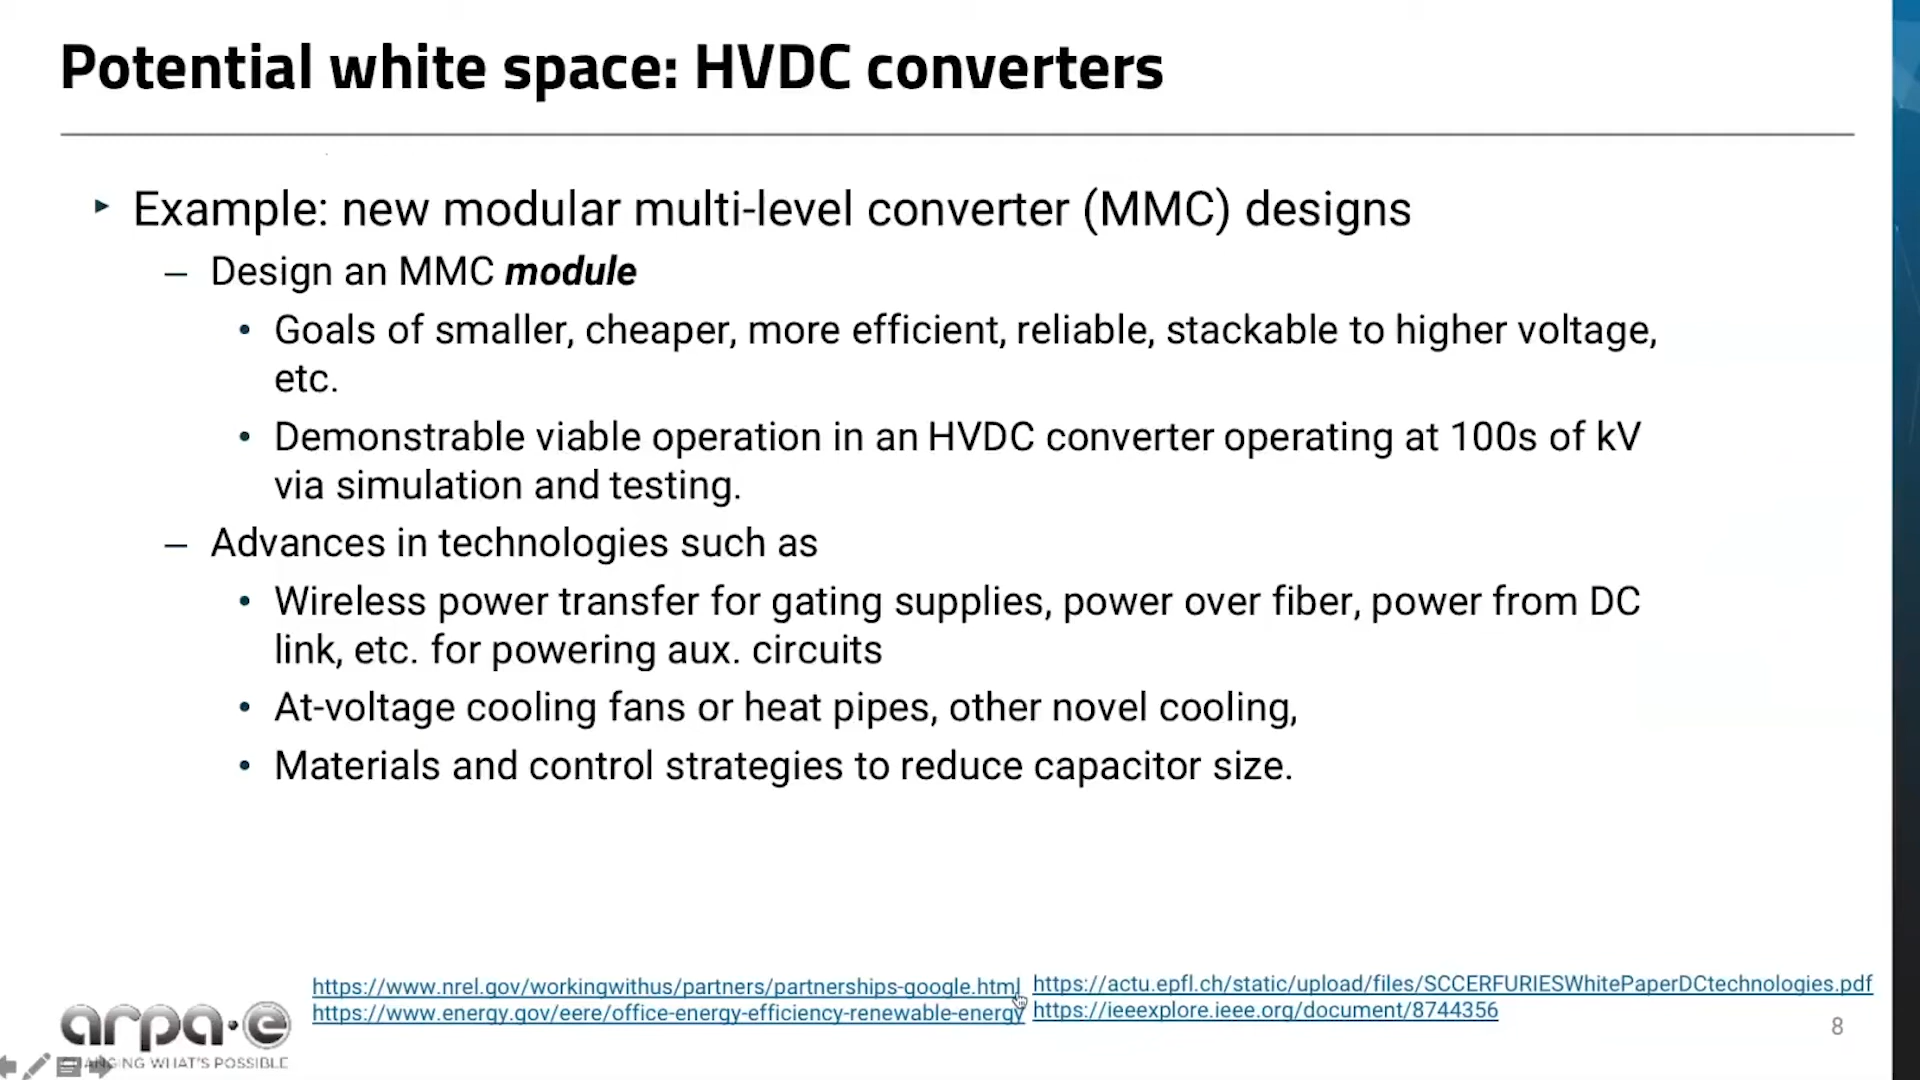 Potential white space: HVDC converters
Example: new modular multi-level converter (MMC) designs
– Design an MMC module
• Goals of smaller, cheaper, more efficient, reliable, stackable to higher voltage,
etc.
• Demonstrable viable operation in an HVDC converter operating at 100s of kV
via simulation and testing.
– Advances in technologies such as
• Wireless power transfer for gating supplies, power over fiber, power from DC
link, etc. for powering aux. circuits
• At-voltage cooling fans or heat pipes, other novel cooling,
• Materials and control strategies to reduce capacitor size.
https://www.nrel.gov/workingwithus/partners/partnerships-google.html
https://www.energy.gov/eere/office-energy-efficiency-renewable-energy
https://actu.epfl.ch/static/upload/files/SCCERFURIESWhitePaperDCtechnologies.pdf
https://ieeexplore.ieee.org/document/8744356
arpa·e
CHANGING WHAT'S POSSIBLE
8